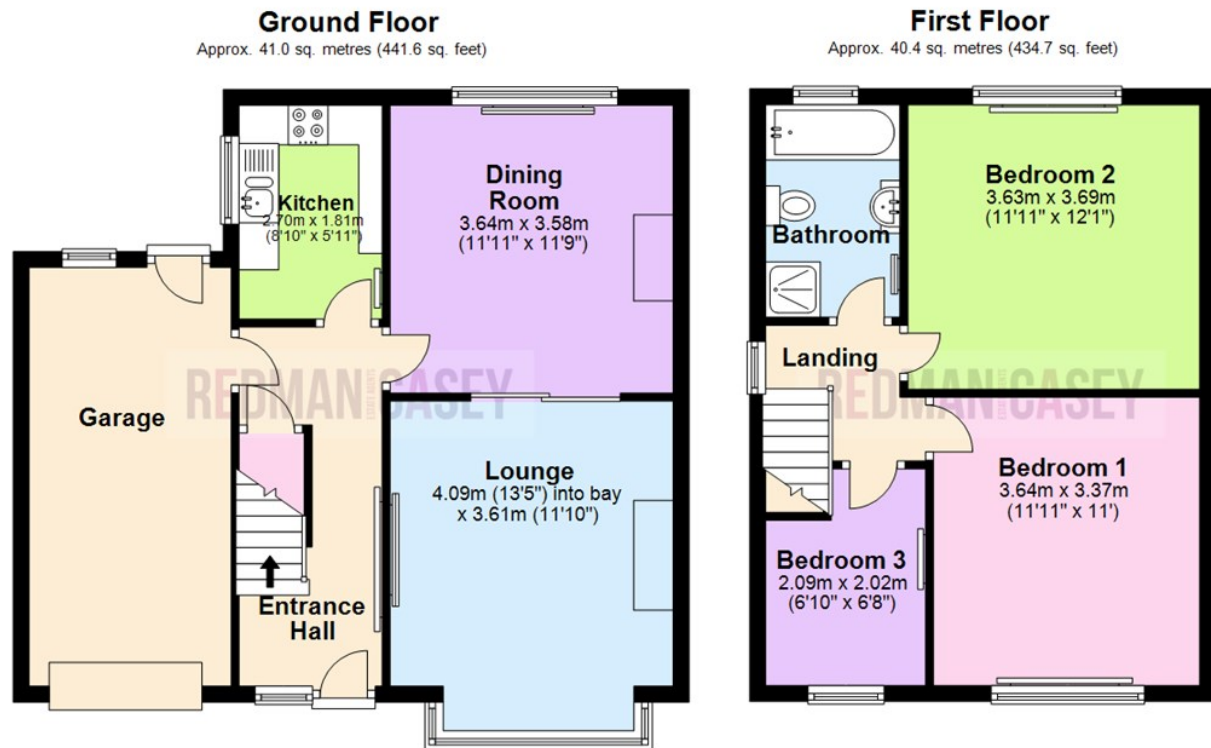 Ground Floor
Approx. 41.0 sq. metres (441.6 sq. feet)
Kitchen
2.70m x 1.81m
(8'10" x 5'11")
Dining
Room
3.64m x 3.58m
(11'11" x 11'9")
Garage
Lounge
4.09m (13'5") into bay
x 3.61m (11'10")
Entrance
Hall
REDMAN CASEY
ESTATE AGENTS
First Floor
Approx. 40.4 sq. metres (434.7 sq. feet)
Bathroom
Bedroom 2
3.63m x 3.69m
(11'11" x 12'1")
Landing
Bedroom 1
3.64m x 3.37m
(11'11" x 11')
Bedroom 3
2.09m x 2.02m
(6'10" x 6'8")
REDMAN CASEY
ESTATE AGENTS